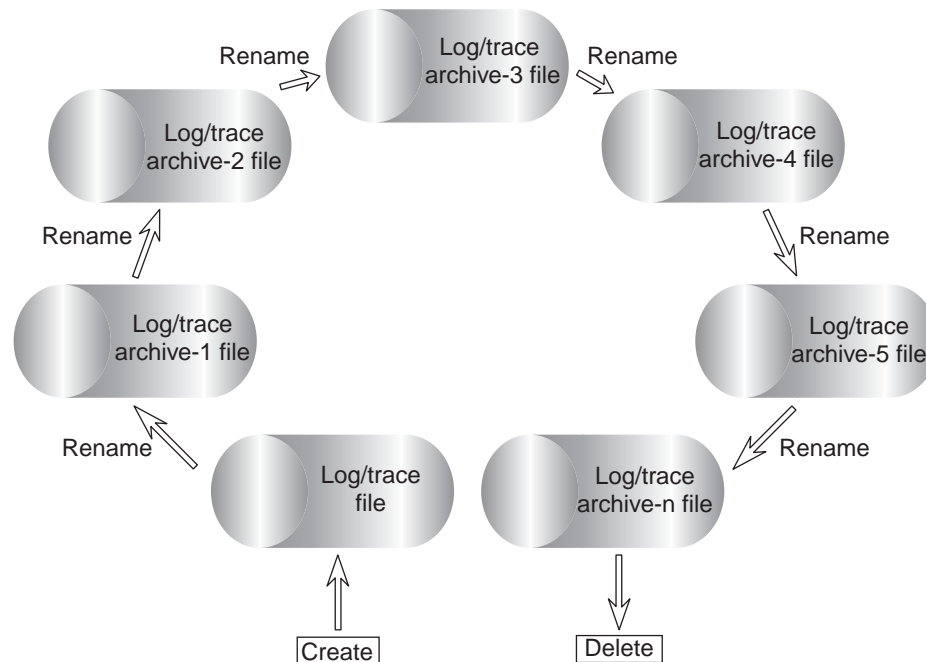 Rename
Log/trace
archive-3 file
Rename
Log/trace
archive-2 file
Log/trace
archive-4 file
Rename
Rename
Log/trace
archive-1 file
Log/trace
archive-5 file
Rename
Rename
Log/trace
file
Log/trace
archive-n file
Create
Delete